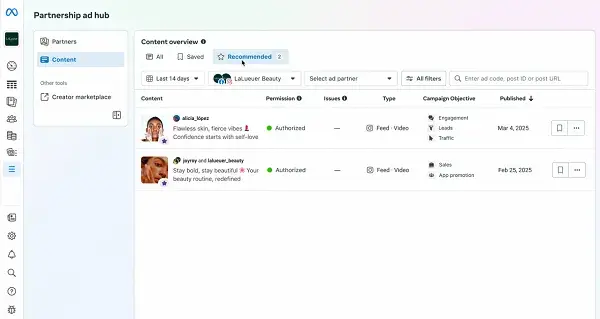 Partnership ad hub
Partners
Content
Other tools
Creator marketplace
Content overview
All
Saved
Recommended 2
Last 14 days
LaLueuer Beauty
Select ad partner
All filters
Enter ad code, post ID or post URL
Content Permission Issues Type Campaign Objective Published
alicia_lópez
Flawless skin, fierce vibes
Confidence starts with self-love
Authorized
—
Feed · Video
Engagement
Leads
Traffic
Mar 4, 2025
joyroy and lalueuer_beauty
Stay bold, stay beautiful 🌟 Your
beauty routine, redefined
Authorized
—
Feed · Video
Sales
App promotion
Feb 25, 2025